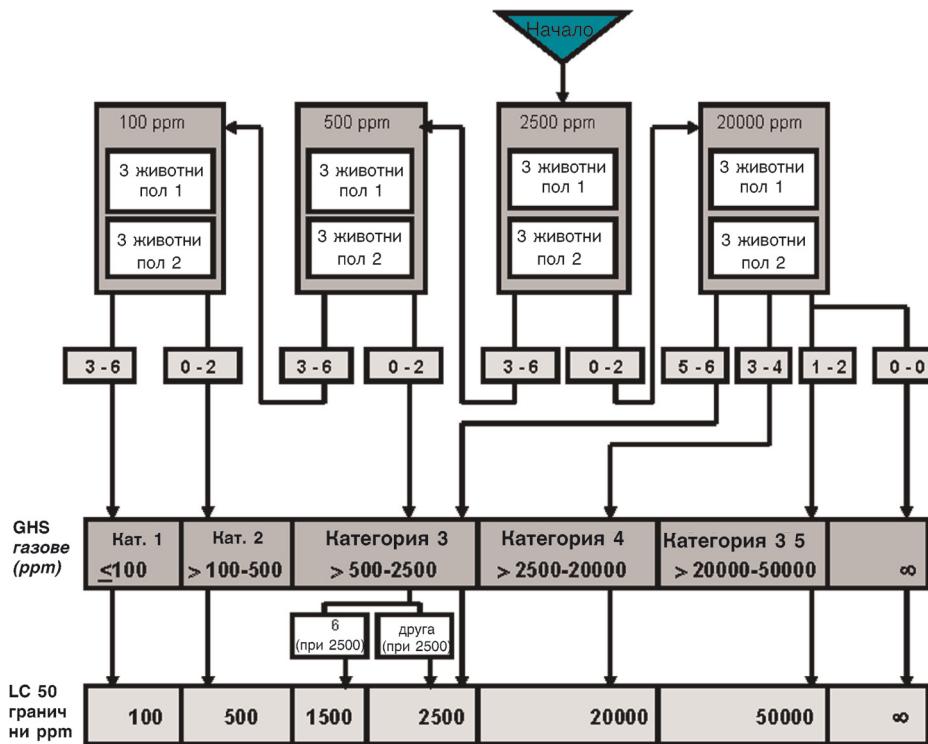 Начало
100 ppm
500 ppm
2500 ppm
20000 ppm
3 животни
пол 1
3 животни
пол 1
3 животни
пол 1
3 животни
пол 1
3 животни
пол 2
3 животни
пол 2
3 животни
пол 2
3 животни
пол 2
3 - 6
0 - 2
3 - 6
0 - 2
3 - 6
0 - 2
5 - 6
3 - 4
1 - 2
0 - 0
GHS
газове
(ppm)
Кат. 1
≤100
Кат. 2
> 100-500
Категория 3
> 500-2500
Категория 4
> 2500-20000
Категория 3 5
> 20000-50000
∞
6
(при 2500)
друга
(при 2500)
LC 50
гранич
ни ppm
100
500
1500
2500
20000
50000
∞